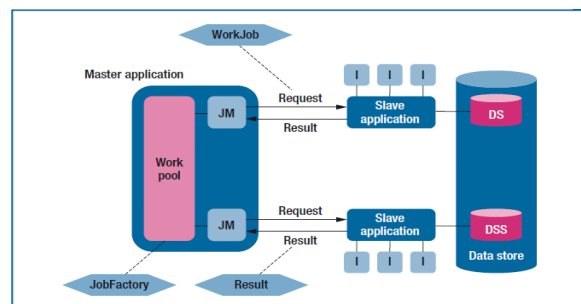 WorkJob
Master application
I I I
JM
Request
Result
Slave
application
DS
Work
pool
JM
Request
Result
Slave
application
DSS
I I I
Data store
JobFactory
Result